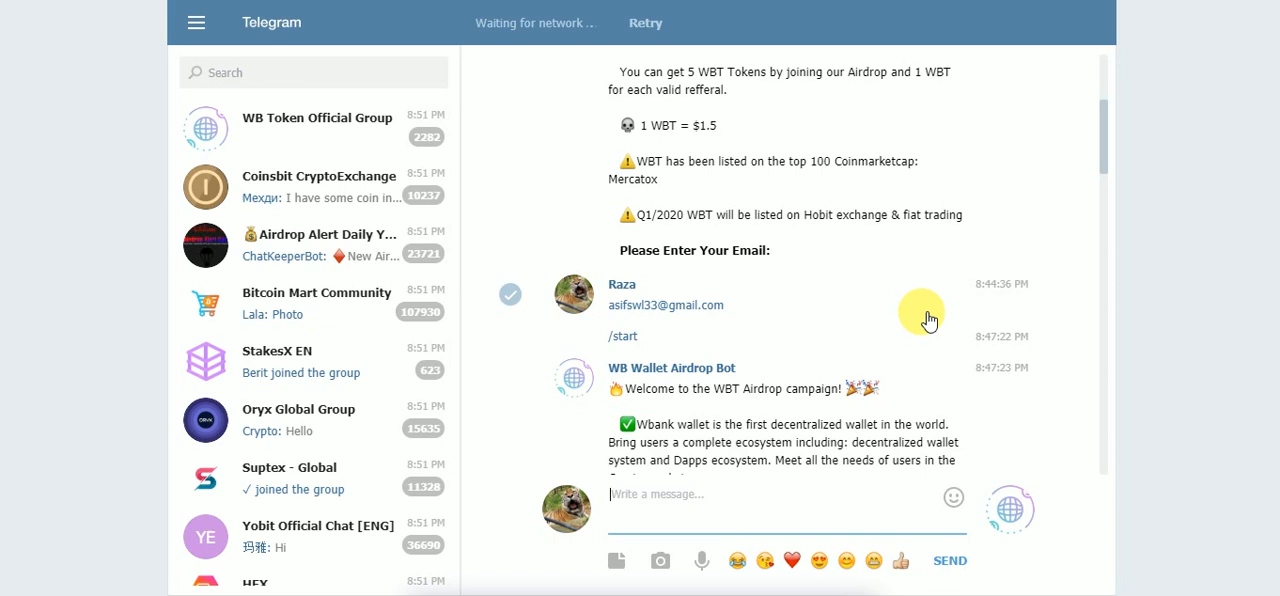 Telegram
Waiting for network ...
Retry
Search
WB Token Official Group 8:51 PM
2282
Coinsbit CryptoExchange 8:51 PM
Мехди: I have some coin in... 10237
💰Airdrop Alert Daily Y... 8:51 PM
ChatKeeperBot: ♦️New Air... 23721
Bitcoin Mart Community 8:51 PM
Lala: Photo 107930
StakesX EN 8:51 PM
Berit joined the group 623
Oryx Global Group 8:51 PM
Crypto: Hello 15635
Suptex - Global 8:51 PM
✓ joined the group 11328
YE
Yobit Official Chat [ENG] 8:51 PM
玛雅: Hi 36690
HEX 8:51 PM
You can get 5 WBT Tokens by joining our Airdrop and 1 WBT
for each valid refferal.
💀 1 WBT = $1.5
⚠️WBT has been listed on the top 100 Coinmarketcap:
Mercatox
⚠️Q1/2020 WBT will be listed on Hobit exchange & fiat trading
Please Enter Your Email:
Raza 8:44:36 PM
asifswl33@gmail.com
/start 8:47:22 PM
WB Wallet Airdrop Bot 8:47:23 PM
🔥Welcome to the WBT Airdrop campaign! 🎉🎉
✅Wbank wallet is the first decentralized wallet in the world.
Bring users a complete ecosystem including: decentralized wallet
system and Dapps ecosystem. Meet all the needs of users in the
Write a message...
SEND